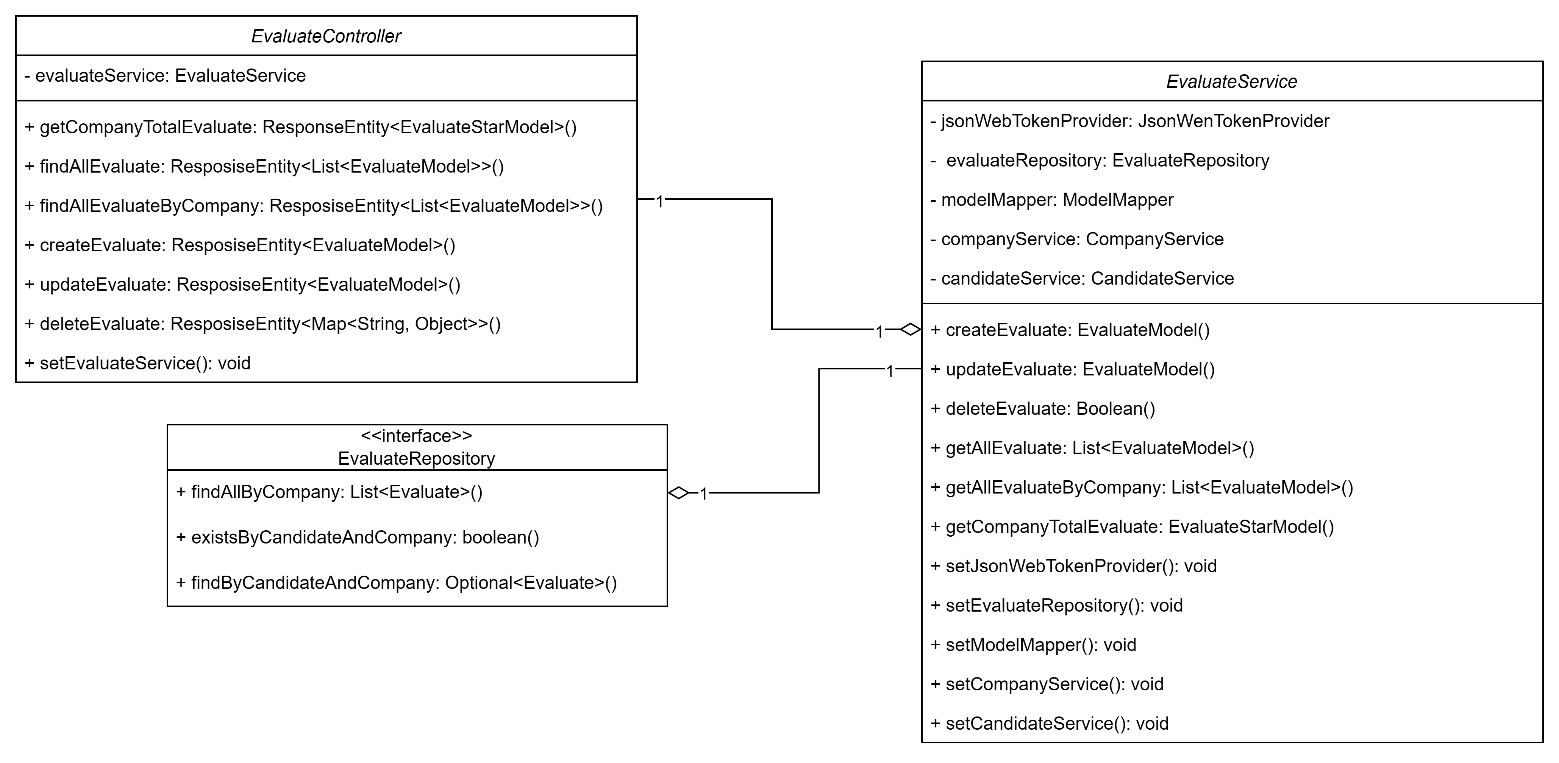 EvaluateController
- evaluateService: EvaluateService
+ getCompanyTotalEvaluate: ResponseEntity<EvaluateStarModel>()
+ findAllEvaluate: ResposiseEntity<List<EvaluateModel>>()
+ findAllEvaluateByCompany: ResposiseEntity<List<EvaluateModel>>()
+ createEvaluate: ResposiseEntity<EvaluateModel>()
+ updateEvaluate: ResposiseEntity<EvaluateModel>()
+ deleteEvaluate: ResposiseEntity<Map<String, Object>>()
+ setEvaluateService(): void
1
1
<<interface>>
EvaluateRepository
+ findAllByCompany: List<Evaluate>()
+ existsByCandidateAndCompany: boolean()
+ findByCandidateAndCompany: Optional<Evaluate>()
1
1
EvaluateService
- jsonWebTokenProvider: JsonWenTokenProvider
- evaluateRepository: EvaluateRepository
- modelMapper: ModelMapper
- companyService: CompanyService
- candidateService: CandidateService
+ createEvaluate: EvaluateModel()
+ updateEvaluate: EvaluateModel()
+ deleteEvaluate: Boolean()
+ getAllEvaluate: List<EvaluateModel>()
+ getAllEvaluateByCompany: List<EvaluateModel>()
+ getCompanyTotalEvaluate: EvaluateStarModel()
+ setJsonWebTokenProvider(): void
+ setEvaluateRepository(): void
+ setModelMapper(): void
+ setCompanyService(): void
+ setCandidateService(): void